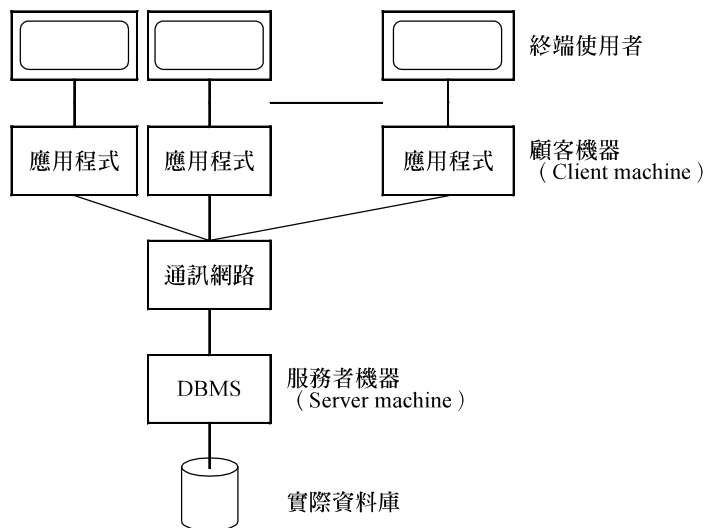 終端使用者
應用程式
應用程式
應用程式
顧客機器
（Client machine）
通訊網路
DBMS
服務者機器
（Server machine）
實際資料庫